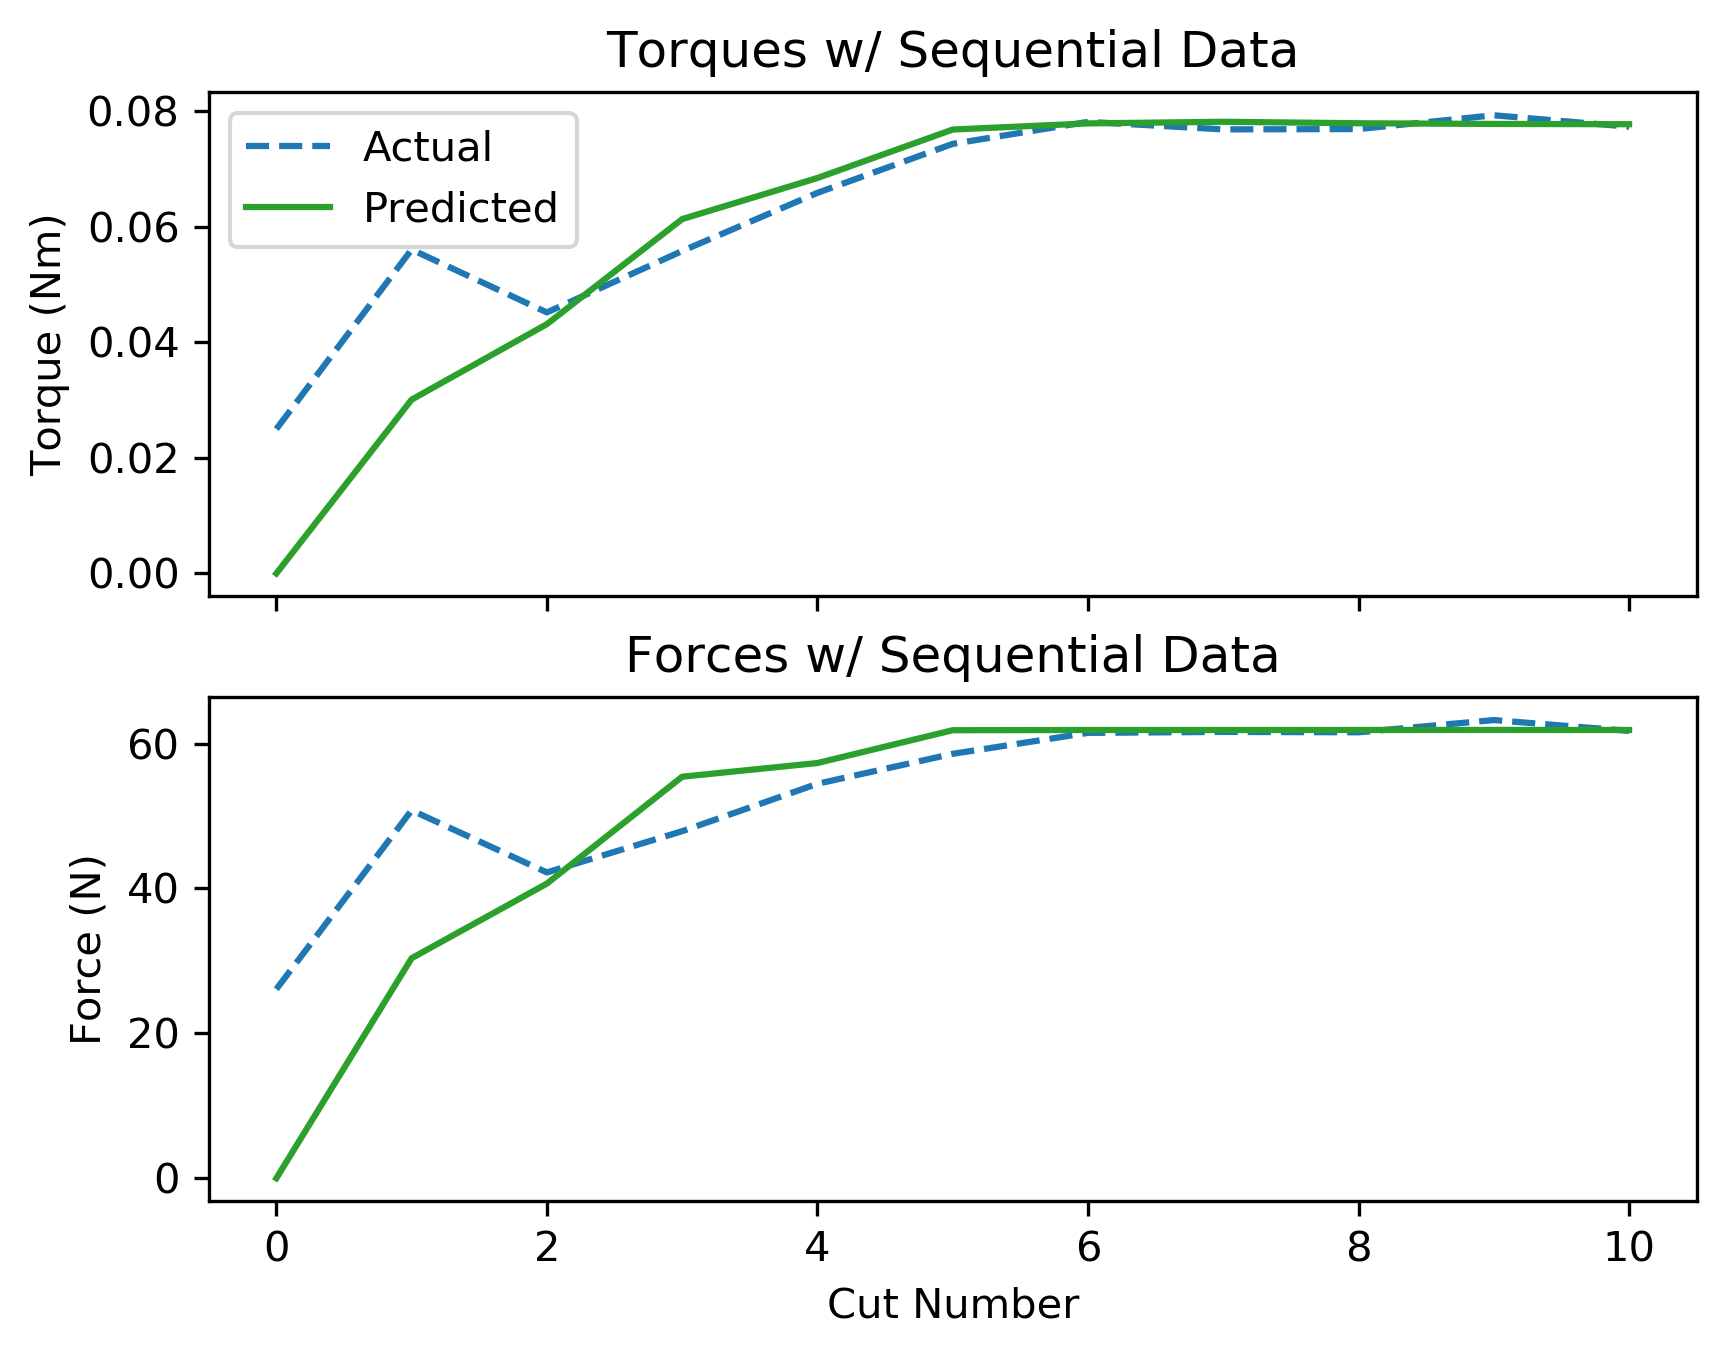 Torques w/ Sequential Data
0.08
0.06
0.04
0.02
0.00
Torque (Nm)
Actual
Predicted
Forces w/ Sequential Data
60
40
20
0
Force (N)
0 2 4 6 8 10
Cut Number